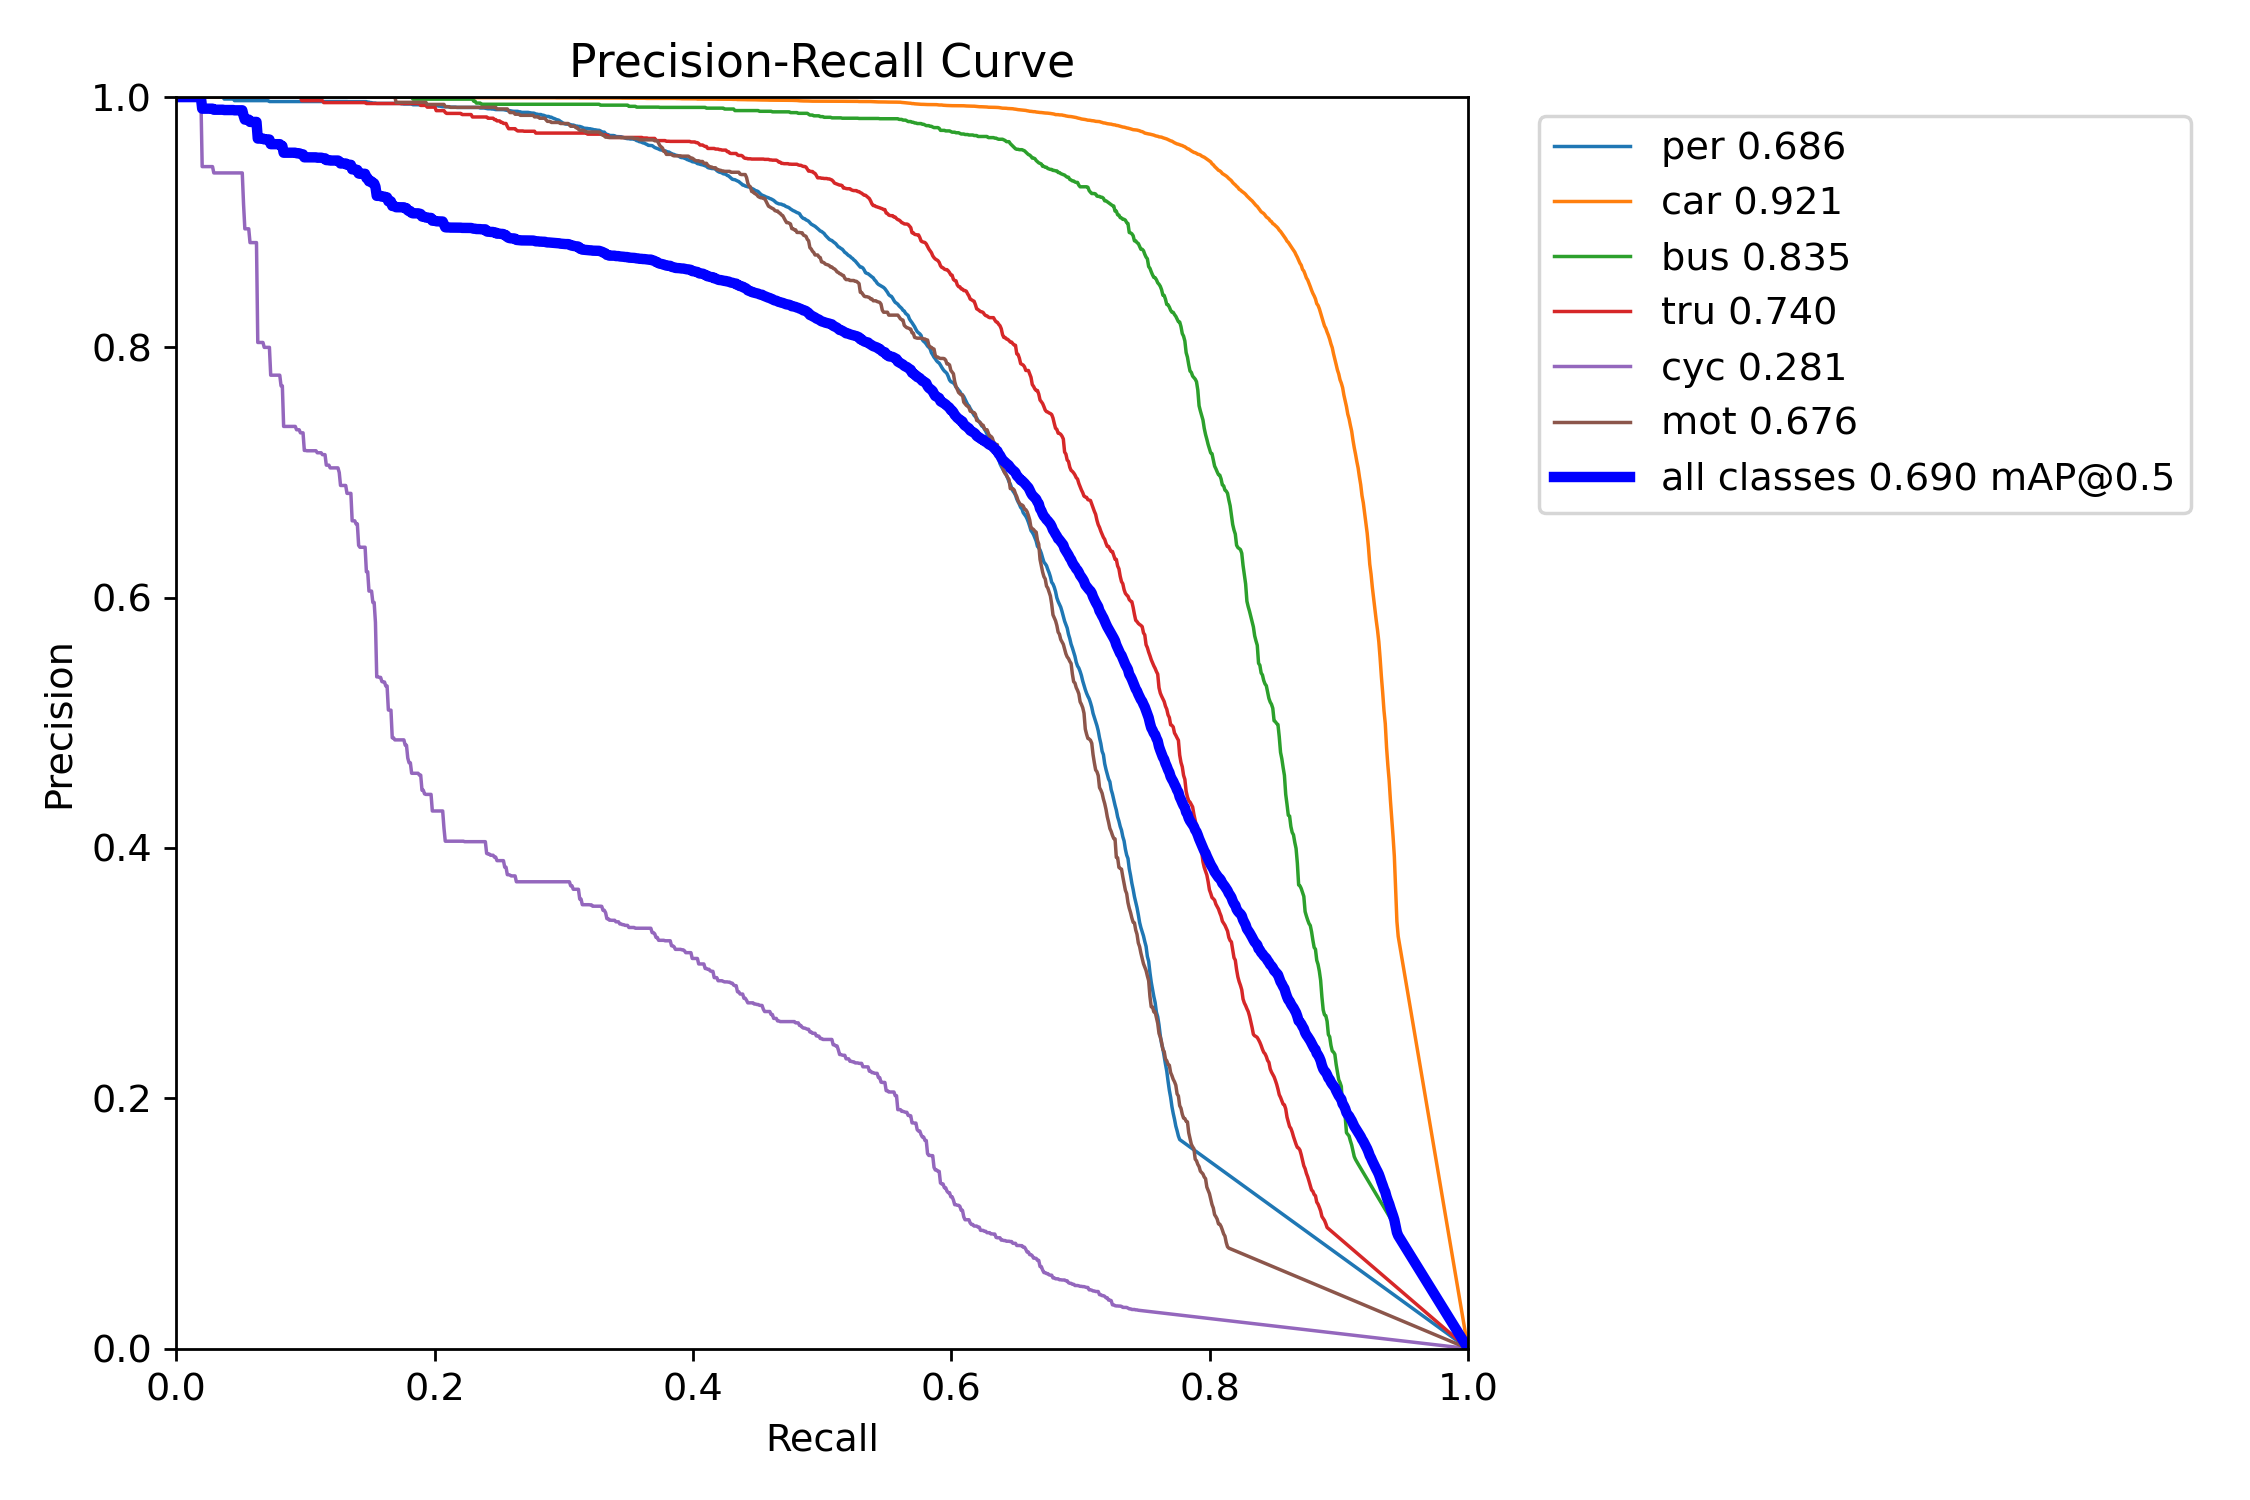 Precision-Recall Curve
1.0
0.8
0.6
0.4
0.2
0.0
Precision
0.0 0.2 0.4 0.6 0.8 1.0
Recall
per 0.686
car 0.921
bus 0.835
tru 0.740
cyc 0.281
mot 0.676
all classes 0.690 mAP@0.5